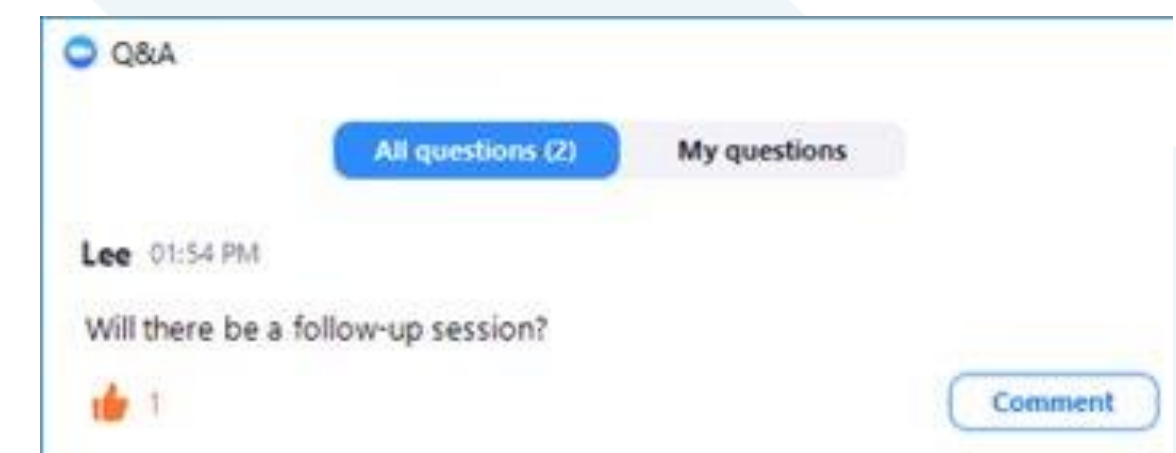 Q&A
All questions (2) My questions
Lee 01:54 PM
Will there be a follow-up session?
1 Comment